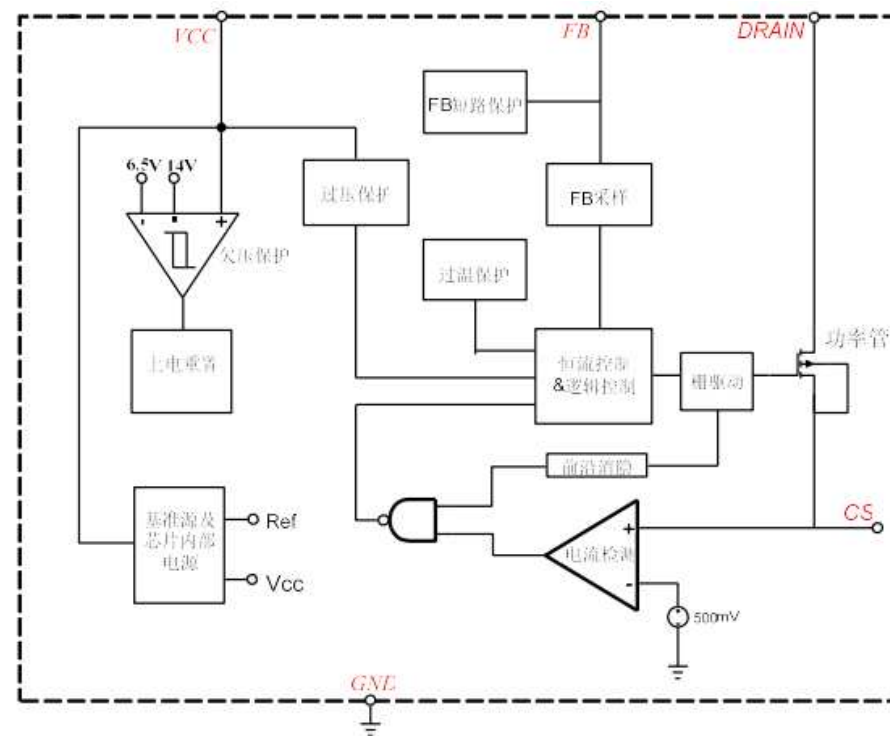 VCC
FB
DRAIN
FB短路保护
6.5V
14V
过压保护
FB采样
-
+
欠压保护
过温保护
功率管
上电重置
恒流控制
&逻辑控制
栅驱动
前沿消隐
基准源及
芯片内部
电源
Ref
Vcc
+
电流检测
-
CS
500mV
GNE